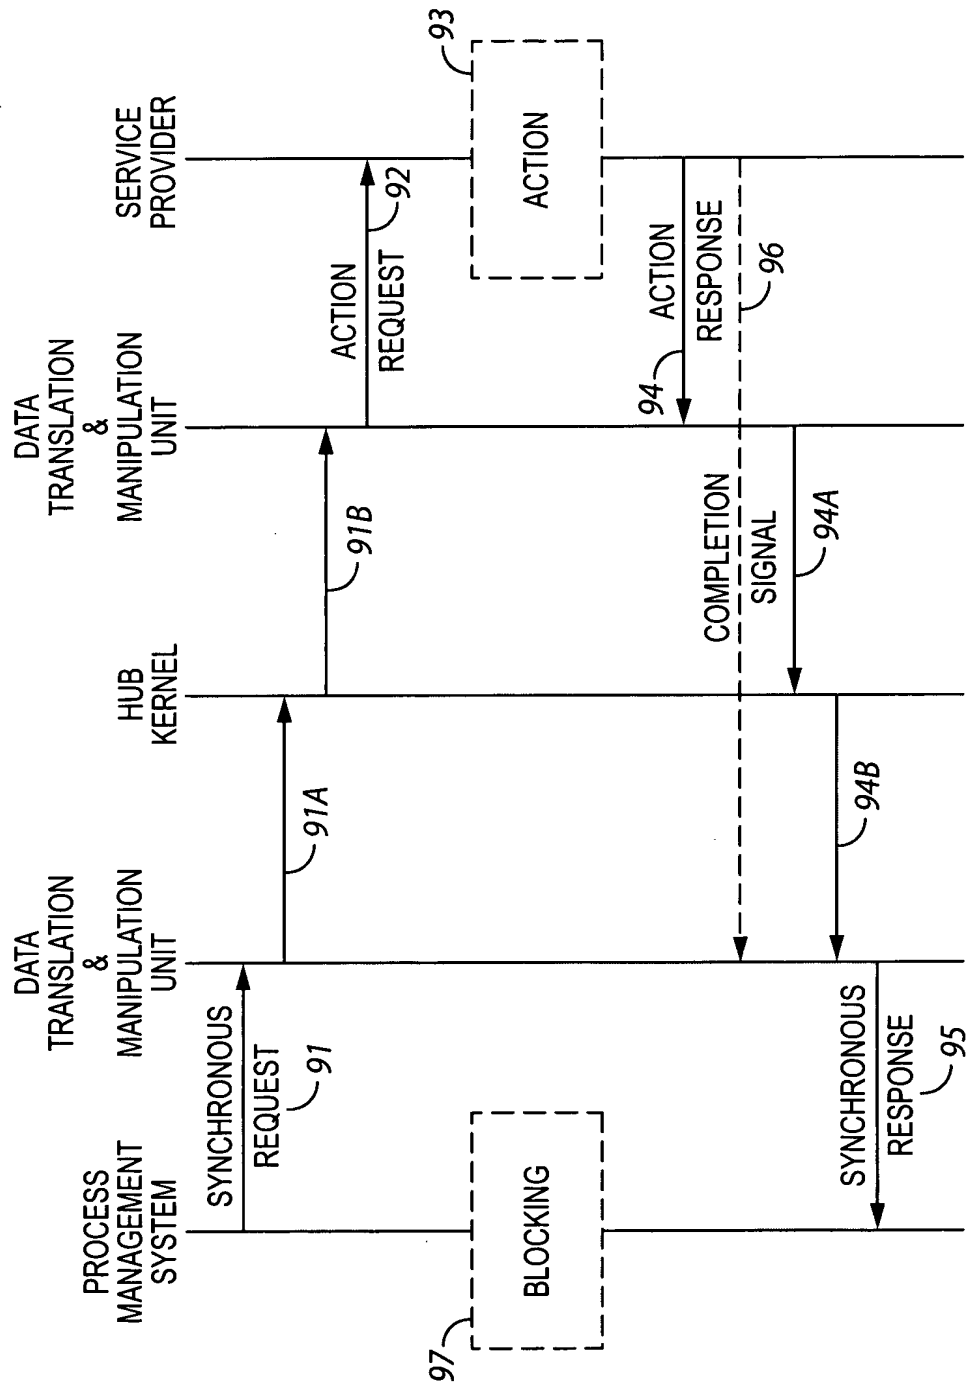 PROCESS
MANAGEMENT
SYSTEM
DATA
TRANSLATION
&
MANIPULATION
UNIT
HUB
KERNEL
DATA
TRANSLATION
&
MANIPULATION
UNIT
SERVICE
PROVIDER
SYNCHRONOUS
REQUEST
91
91A
91B
ACTION
REQUEST
92
97
BLOCKING
ACTION
93
94
ACTION
RESPONSE
COMPLETION
SIGNAL
96
94A
94B
SYNCHRONOUS
RESPONSE
95